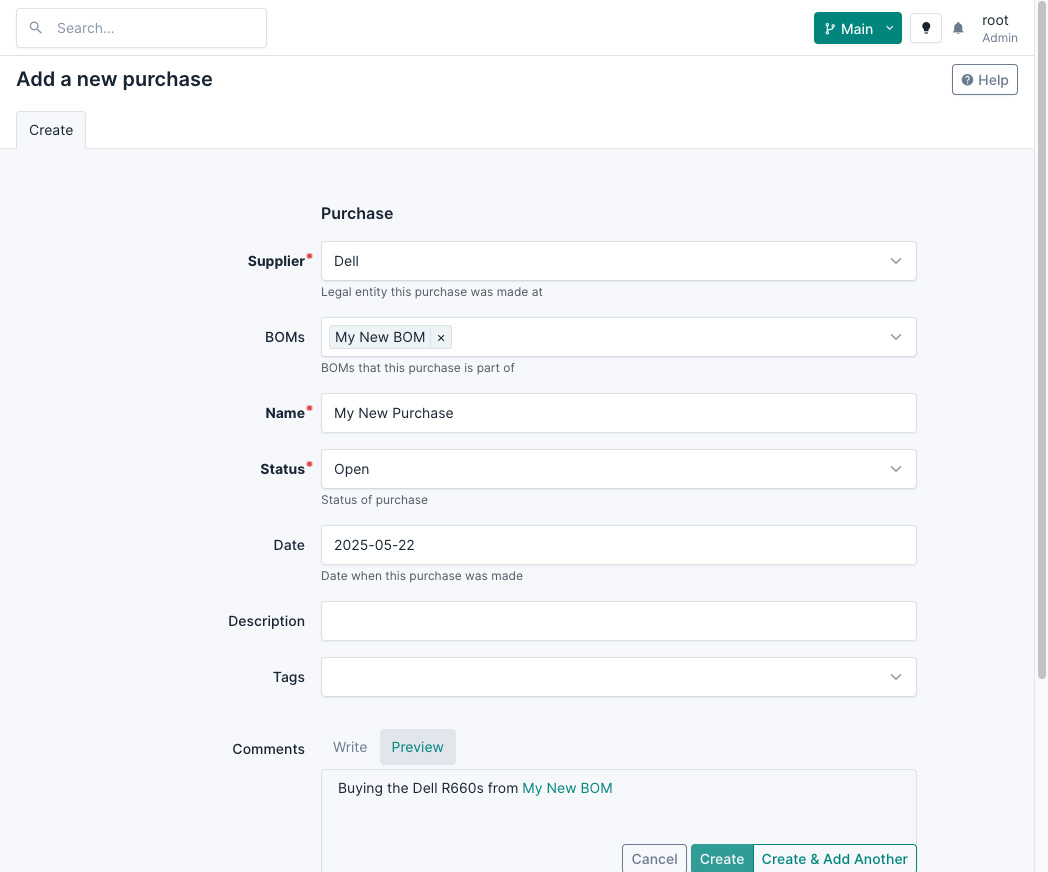 Search...
Main
root
Admin
Add a new purchase
Help
Create
Purchase
Supplier
Dell
Legal entity this purchase was made at
BOMs
My New BOM ×
BOMs that this purchase is part of
Name
My New Purchase
Status
Open
Status of purchase
Date
2025-05-22
Date when this purchase was made
Description
Tags
Comments
Write
Preview
Buying the Dell R660s from My New BOM
Cancel
Create
Create & Add Another